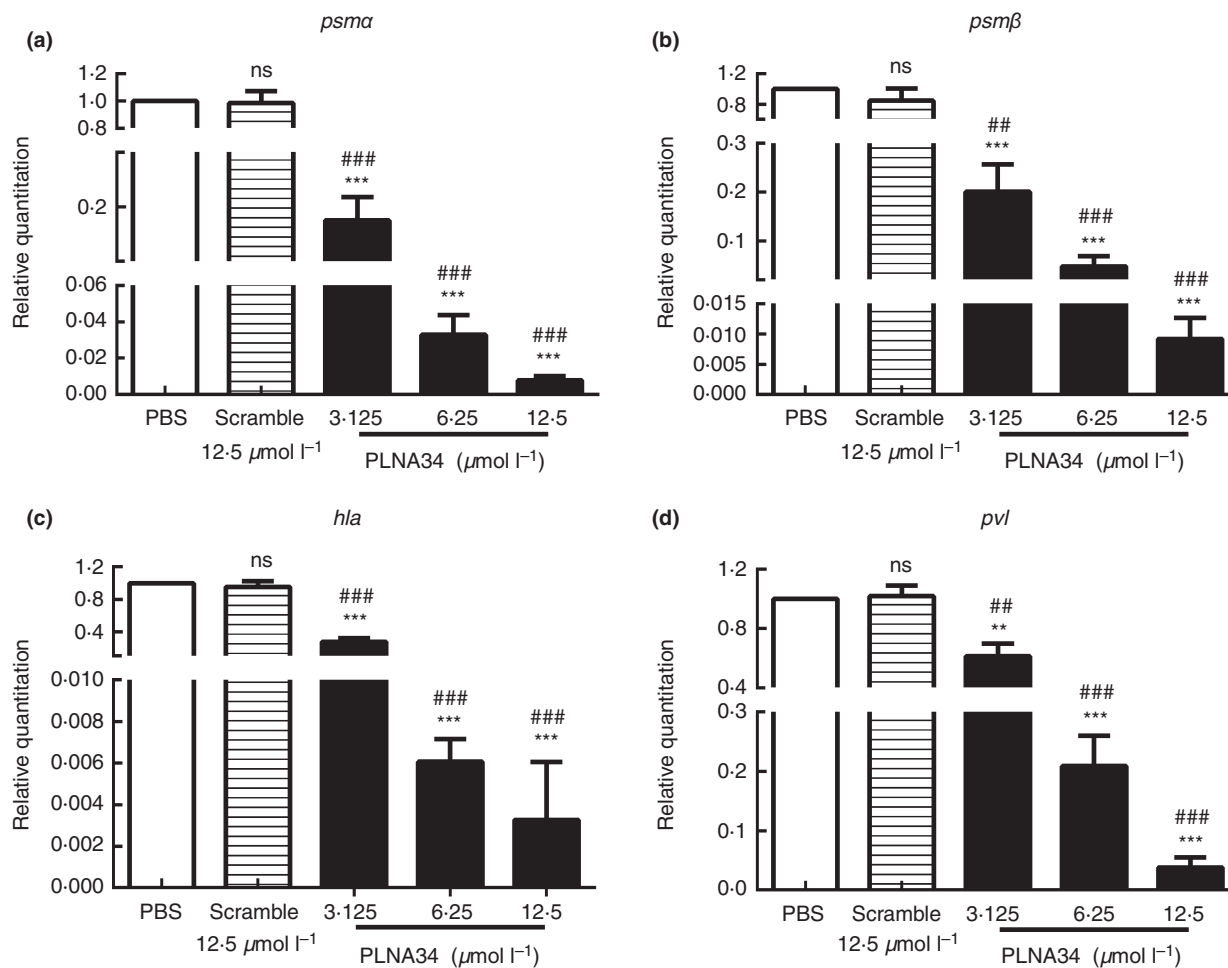 (a)
psmα
Relative quantitation
1·2
1·0
0·8
0·2
0·06
0·04
0·02
0·00
ns
###
***
###
***
###
***
PBS Scramble 3·125 6·25 12·5
12·5 µmol l⁻¹
PLNA34 (µmol l⁻¹)
(b)
psmβ
Relative quantitation
1·2
0·8
0·3
0·2
0·1
0·015
0·010
0·005
0·000
ns
##
***
###
***
###
***
PBS Scramble 3·125 6·25 12·5
12·5 µmol l⁻¹
PLNA34 (µmol l⁻¹)
(c)
hla
Relative quantitation
1·2
0·8
0·4
0·010
0·008
0·006
0·004
0·002
0·000
ns
###
***
###
***
###
***
PBS Scramble 3·125 6·25 12·5
12·5 µmol l⁻¹
PLNA34 (µmol l⁻¹)
(d)
pvl
Relative quantitation
1·2
0·8
0·4
0·3
0·2
0·1
0·0
ns
##
**
###
***
###
***
PBS Scramble 3·125 6·25 12·5
12·5 µmol l⁻¹
PLNA34 (µmol l⁻¹)